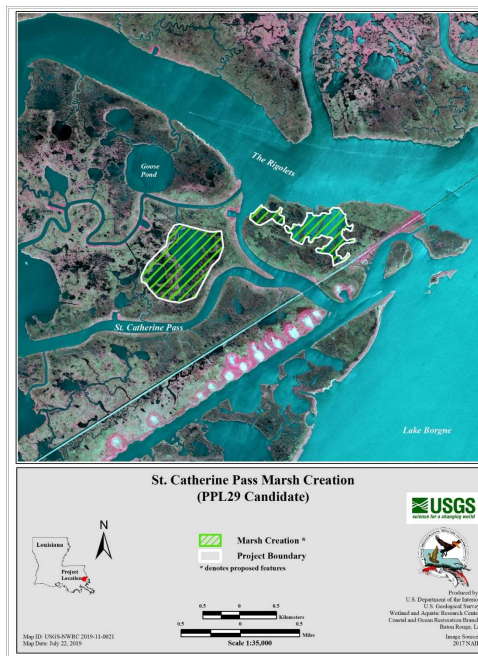 Goose
Pond
The Rigolets
St. Catherine Pass
Lake Borgne
St. Catherine Pass Marsh Creation
(PPL29 Candidate)
USGS
science for a changing world
N
Louisiana
Project
Location
Marsh Creation *
Project Boundary
* denotes proposed features
0.5 0 0.5
Kilometers
0.5 0 0.5
Miles
Scale 1:35,000
Map ID: USGS-NWRC 2019-11-0021
Map Date: July 22, 2019
Produced by
U.S. Department of the Interio
U.S. Geological Survey
Wetland and Aquatic Research Cente
Coastal and Ocean Restoration Branch
Baton Rouge, L
Image Source
2017 NAI